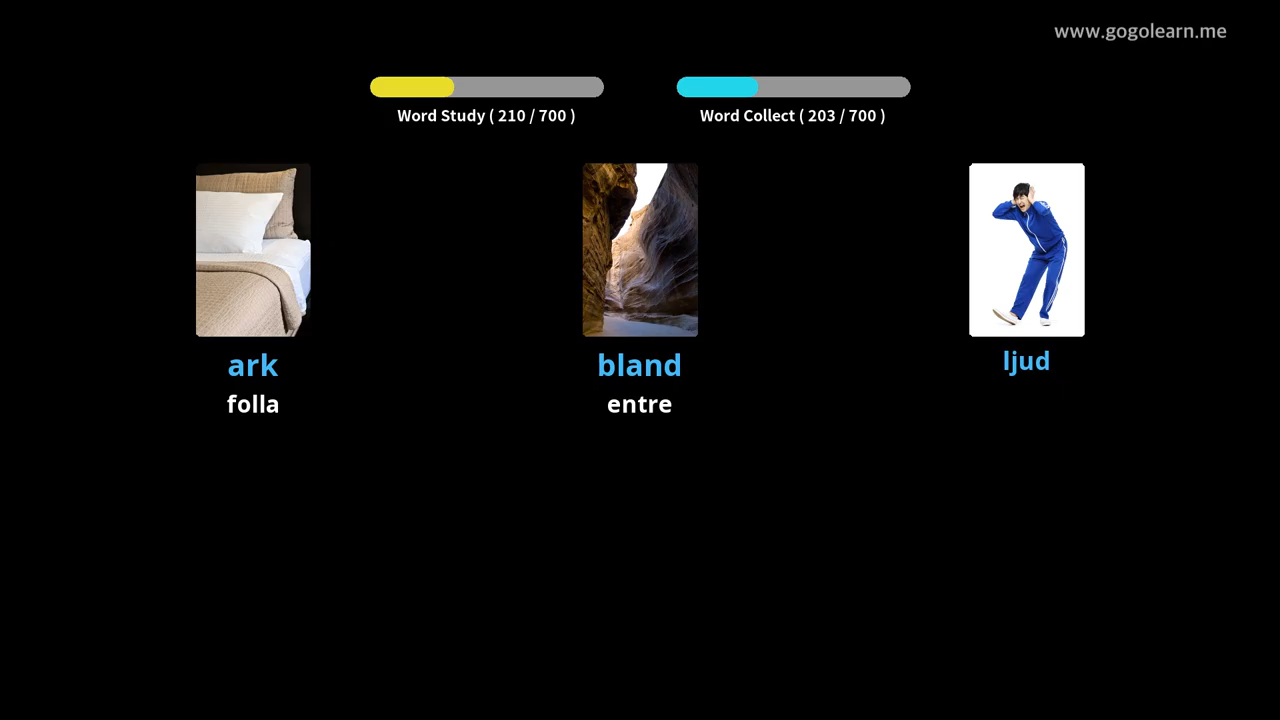 www.gogolearn.me
Word Study ( 210 / 700 )
Word Collect ( 203 / 700 )
ark
folla
bland
entre
ljud